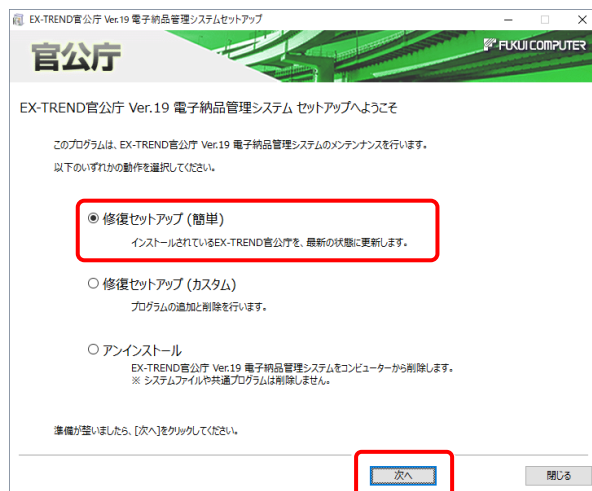 EX-TREND官公庁 Ver.19 電子納品管理システムセットアップ
官公庁
FUKUI COMPUTER
EX-TREND官公庁 Ver.19 電子納品管理システム セットアップへようこそ
このプログラムは、EX-TREND官公庁 Ver.19 電子納品管理システムのメンテンナンスを行います。
以下のいずれかの動作を選択してください。
修復セットアップ (簡単)
インストールされているEX-TREND官公庁を、最新の状態に更新します。
修復セットアップ (カスタム)
プログラムの追加と削除を行います。
アンインストール
EX-TREND官公庁 Ver.19 電子納品管理システムをコンピューターから削除します。
※ システムファイルや共通プログラムは削除しません。
準備が整いましたら、[次へ]をクリックしてください。
次へ
閉じる